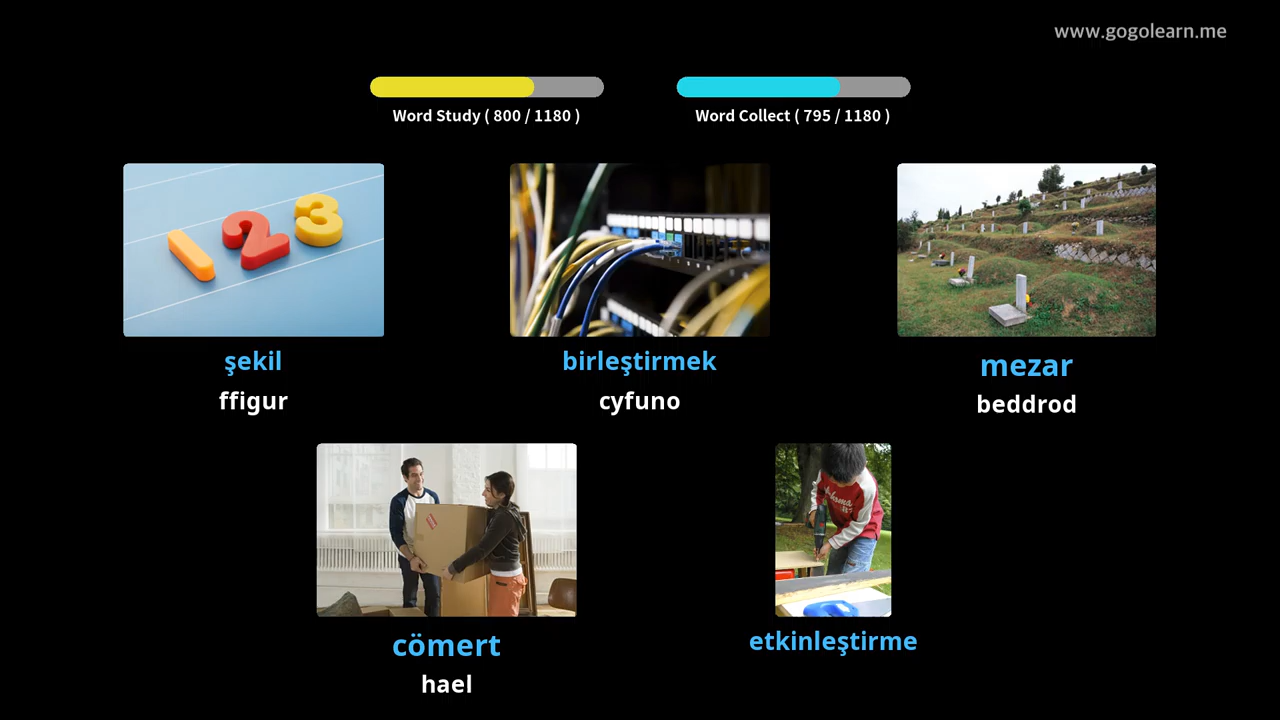 www.gogolearn.me
Word Study ( 800 / 1180 )
Word Collect ( 795 / 1180 )
şekil
ffigur
birleştirmek
cyfuno
mezar
beddrod
cömert
hael
etkinleştirme